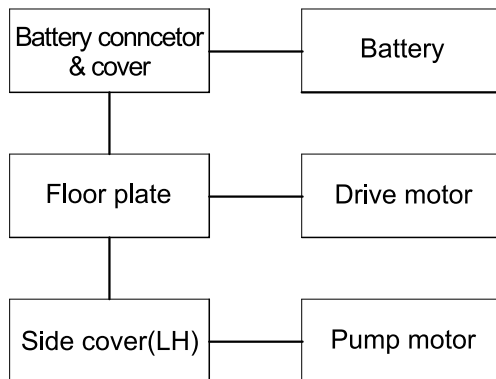 Battery conncetor
& cover
Battery
Floor plate
Drive motor
Side cover(LH)
Pump motor